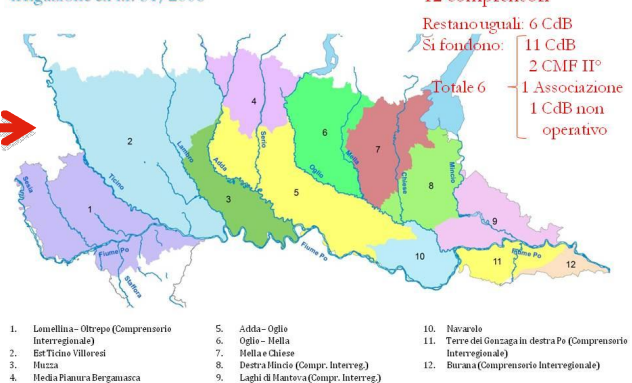 12 comprensori
Restano uguali: 6 CdB
Si fondono: 11 CdB
2 CMF II°
Totale 6 1 Associazione
1 CdB non
operativo
4
2
6
7
Lambro
Adda
Serio
Oglio
Mella
Chiese
Mincio
8
Sesia
Ticino
1
3
5
9
Fiume Po
Fiume Po
10
Fiume Po
11
12
Staffora
1. Lomellina – Oltrepo (Comprensorio
Interregionale)
2. Est Ticino Villoresi
3. Muzza
4. Media Pianura Bergamasca
5. Adda – Oglio
6. Oglio – Mella
7. Mella e Chiese
8. Destra Mincio (Compr. Interreg.)
9. Laghi di Mantova (Compr. Interreg.)
10. Navarolo
11. Terre dei Gonzaga in destra Po (Comprensorio
Interregionale)
12. Burana (Comprensorio Interregionale)